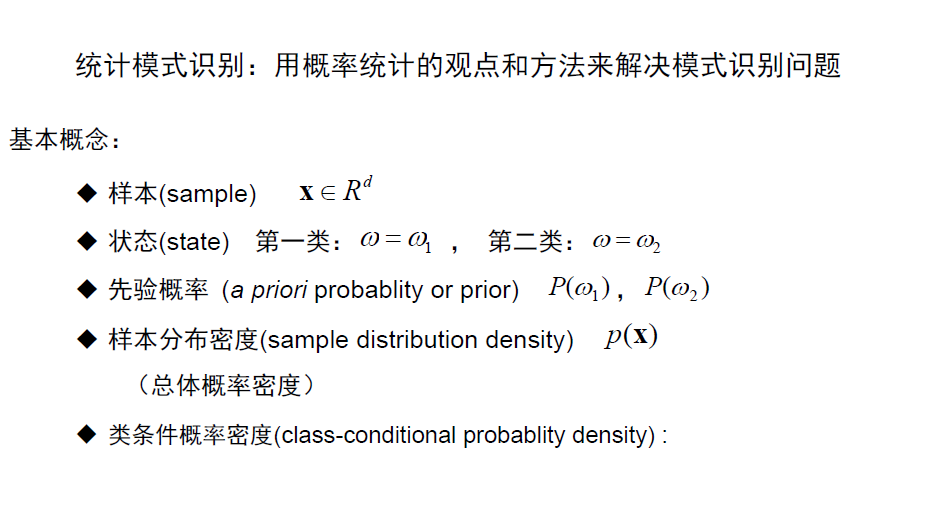 统计模式识别：用概率统计的观点和方法来解决模式识别问题
基本概念：
◆ 样本(sample) x ∈ R^d
◆ 状态(state) 第一类：ω = ω₁ ， 第二类：ω = ω₂
◆ 先验概率 (a priori probablity or prior) P(ω₁)，P(ω₂)
◆ 样本分布密度(sample distribution density) p(x)
（总体概率密度）
◆ 类条件概率密度(class-conditional probablity density) :